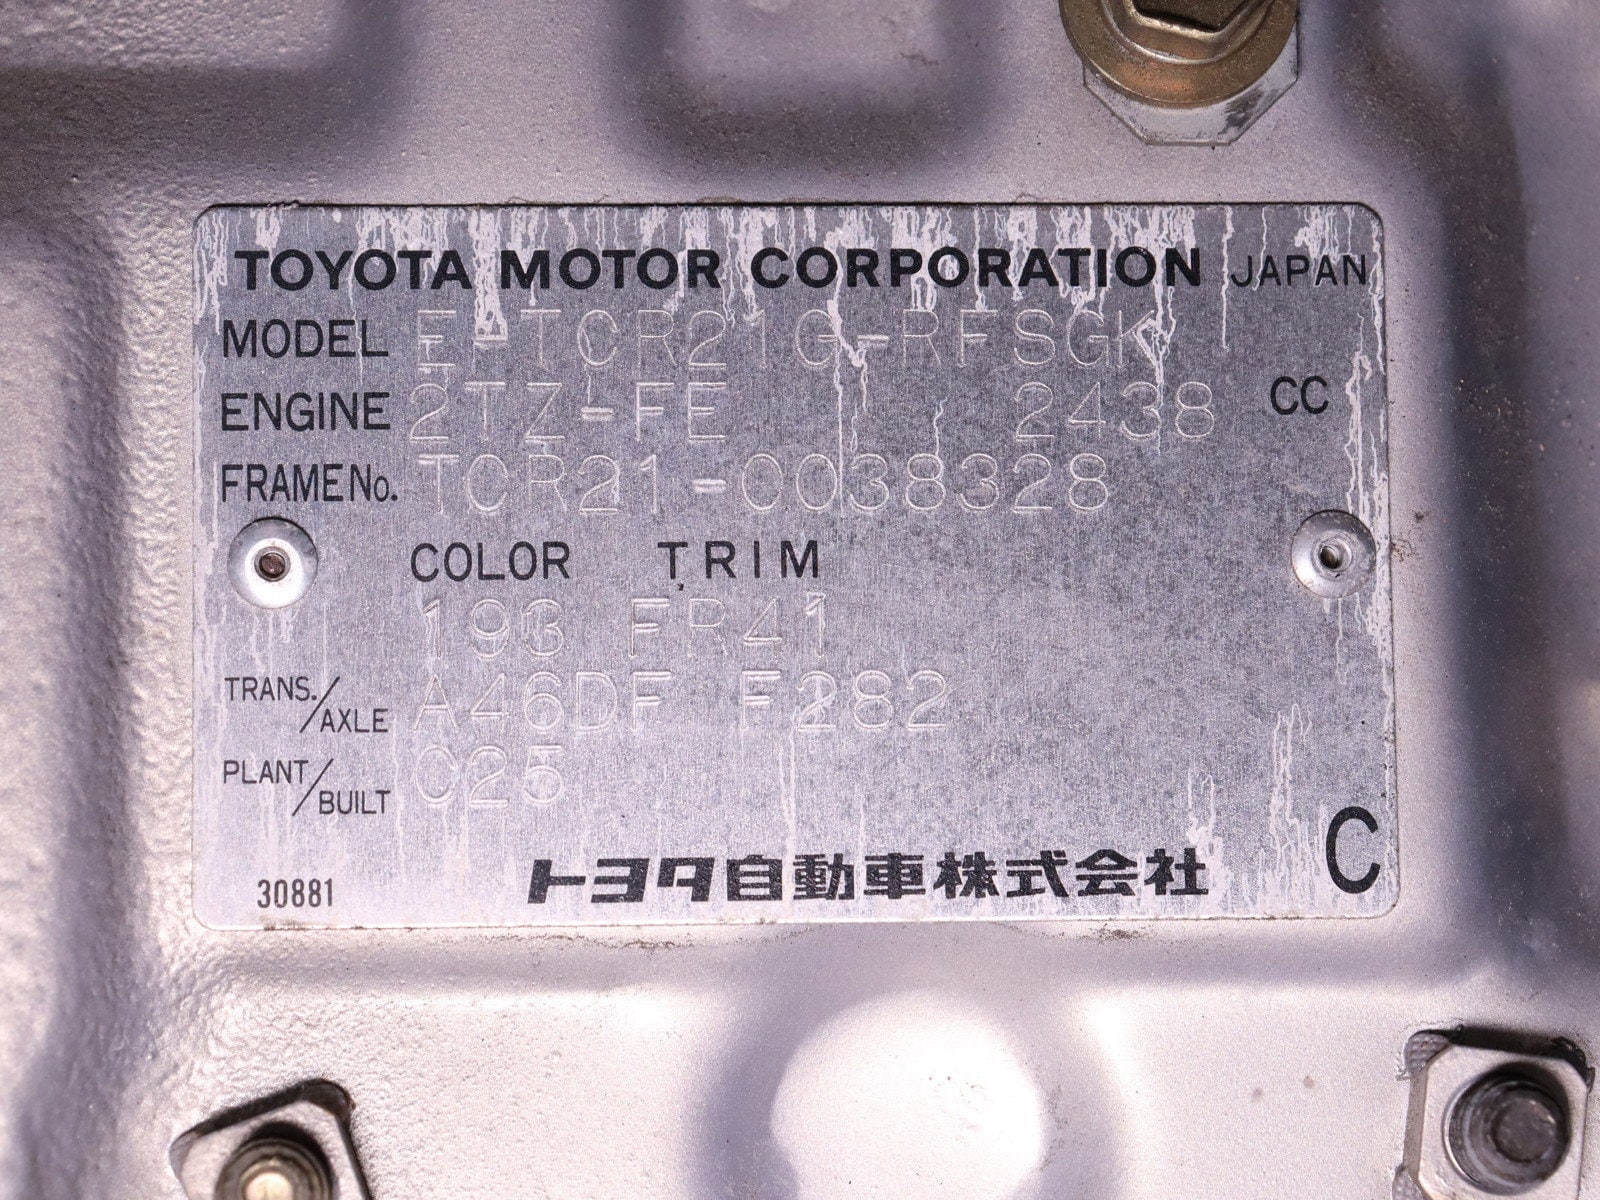 TOYOTA MOTOR CORPORATION JAPAN
MODEL E-TCR21G-RFSGK
ENGINE 2TZ-FE 2438 CC
FRAME No. TCR21-0038328
COLOR TRIM
193 FR41
TRANS./AXLE A46DF F282
PLANT/BUILT C25
トヨタ自動車株式会社 C
30881